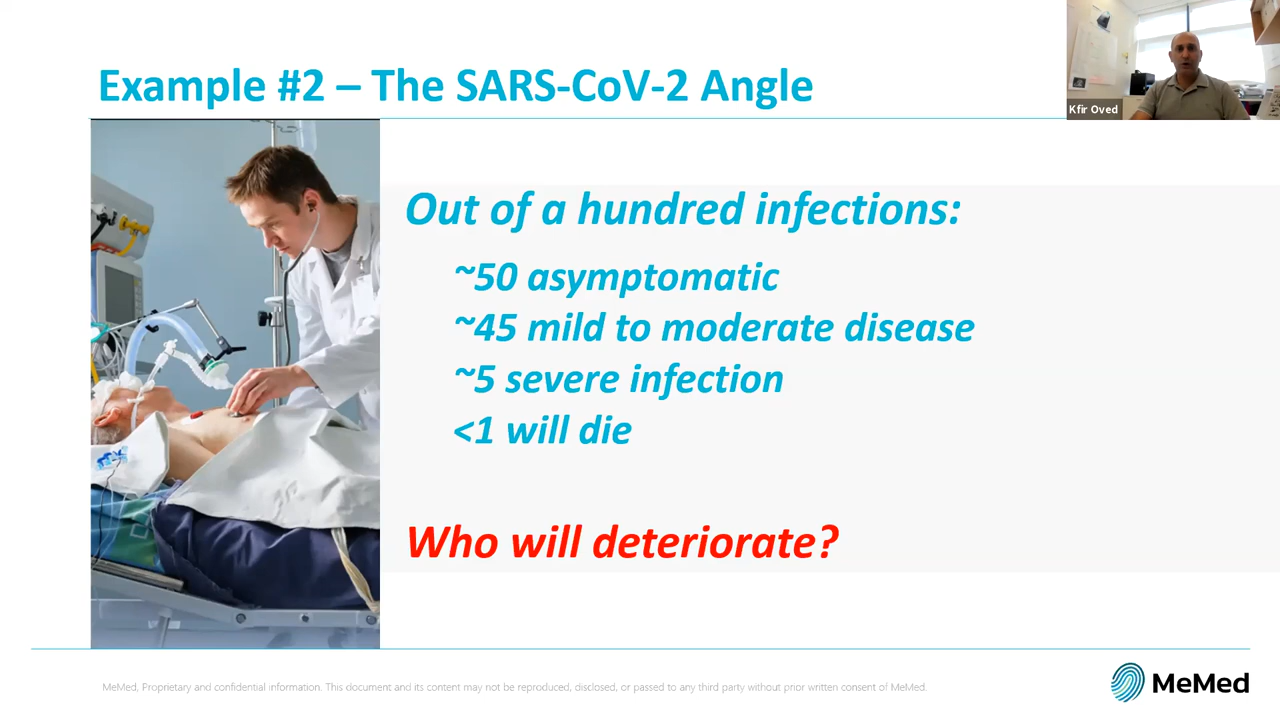 Example #2 – The SARS-CoV-2 Angle
Kfir Oved
Out of a hundred infections:
~50 asymptomatic
~45 mild to moderate disease
~5 severe infection
<1 will die
Who will deteriorate?
MeMed, Proprietary and confidential information. This document and its content may not be reproduced, disclosed, or passed to any third party without prior written consent of MeMed.
MeMed